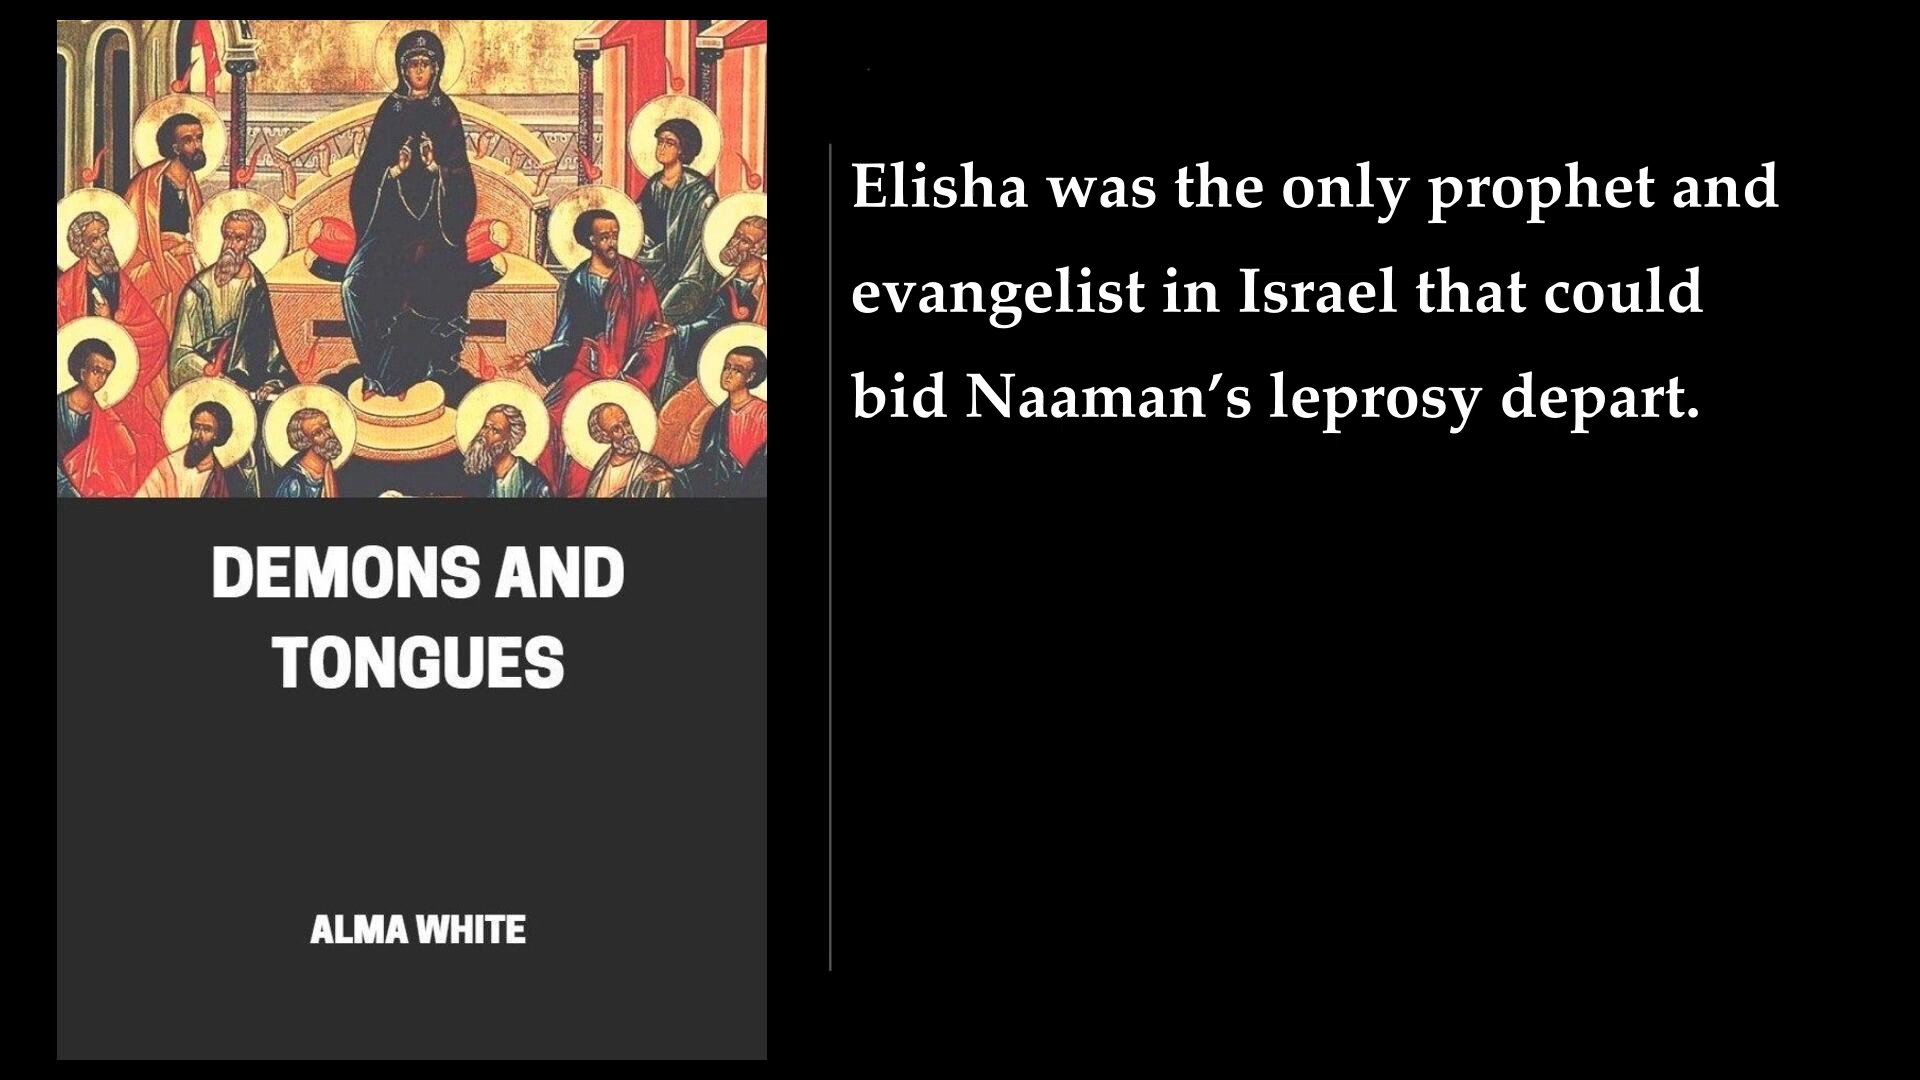 DEMONS AND
TONGUES
ALMA WHITE
Elisha was the only prophet and
evangelist in Israel that could
bid Naaman’s leprosy depart.